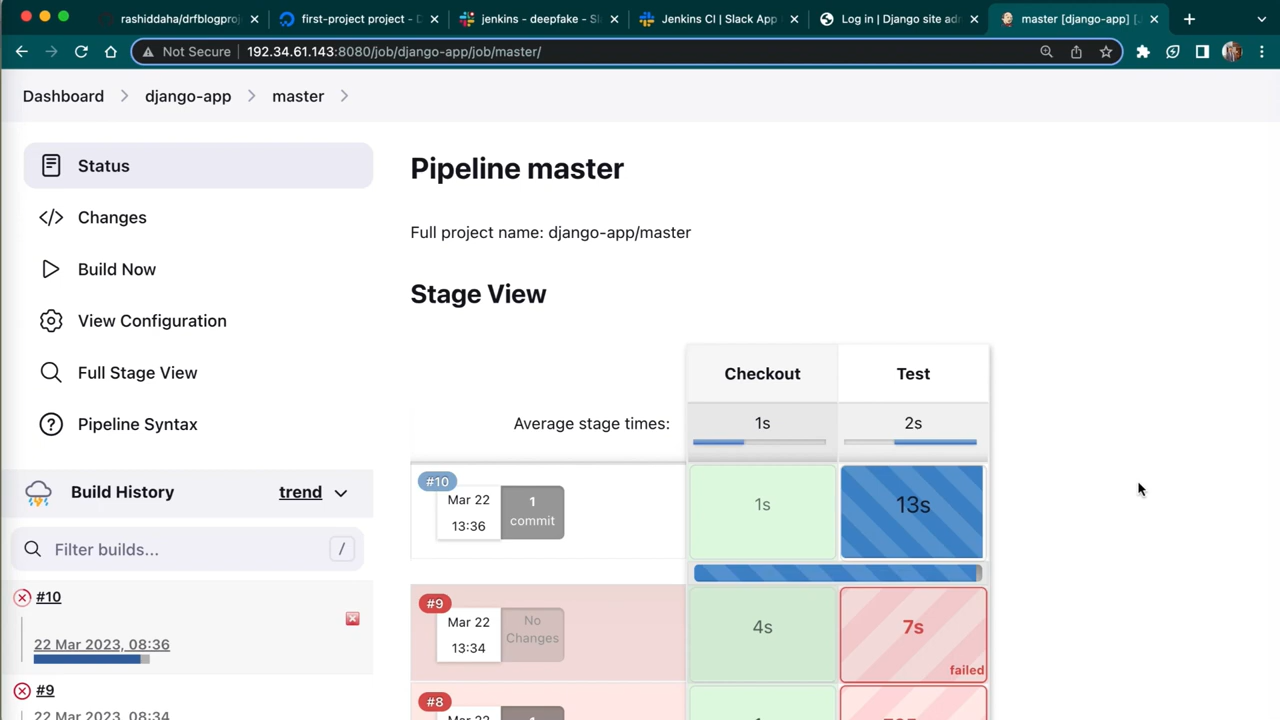 rashiddaha/drfblogproj
first-project project - D
jenkins - deepfake - Sl
Jenkins CI | Slack App
Log in | Django site ad
master [django-app] [
Not Secure 192.34.61.143:8080/job/django-app/job/master/
Dashboard django-app master
Status
Changes
Build Now
View Configuration
Full Stage View
Pipeline Syntax
Build History trend
Filter builds... /
#10
22 Mar 2023, 08:36
#9
22 Mar 2023, 08:34
Pipeline master
Full project name: django-app/master
Stage View
Checkout Test
Average stage times: 1s 2s
#10
Mar 22
13:36
1
commit
1s
13s
#9
Mar 22
13:34
No
Changes
4s
7s
failed
#8
Mar 22
1